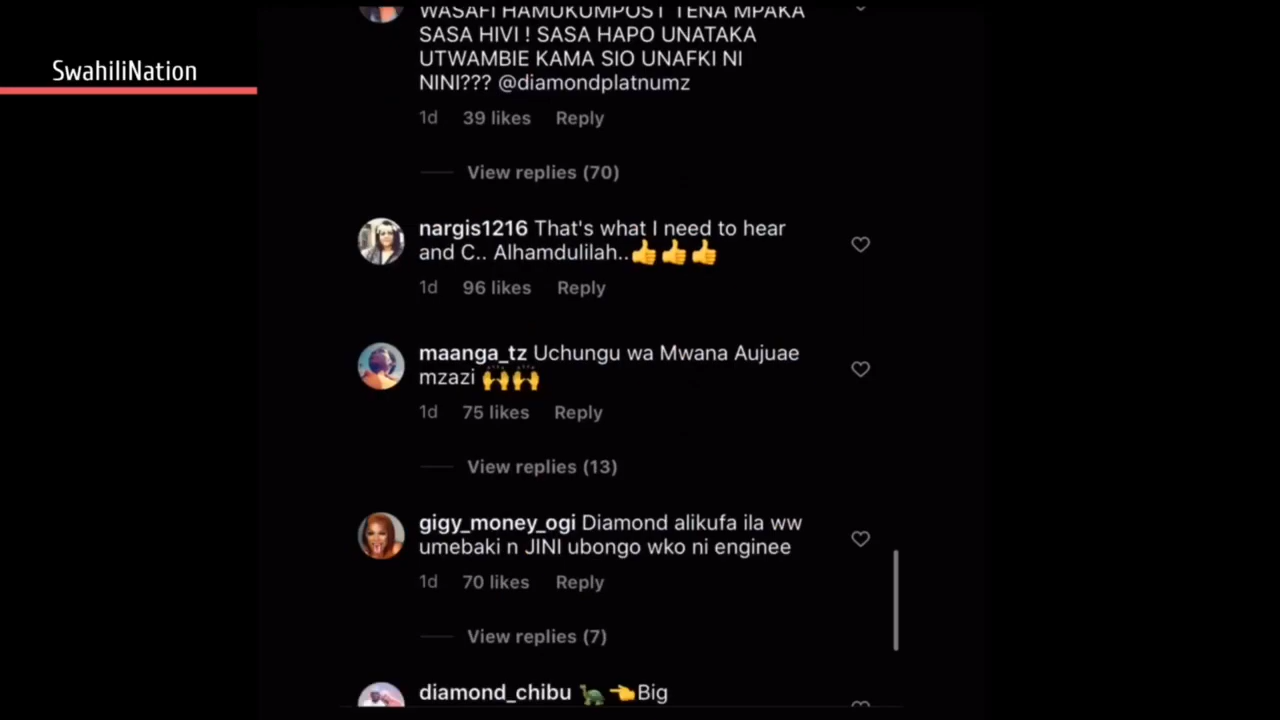 WASAFI HAMUKUMPOST TENA MPAKA
SASA HIVI ! SASA HAPO UNATAKA
UTWAMBIE KAMA SIO UNAFKI NI
NINI??? @diamondplatnumz
SwahiliNation
1d 39 likes Reply
View replies (70)
nargis1216 That's what I need to hear
and C.. Alhamdulilah..👍👍👍
1d 96 likes Reply
maanga_tz Uchungu wa Mwana Aujuae
mzazi 🙌🙌
1d 75 likes Reply
View replies (13)
gigy_money_ogi Diamond alikufa ila ww
umebaki n JINI ubongo wko ni enginee
1d 70 likes Reply
View replies (7)
diamond_chibu 🐢👈Big